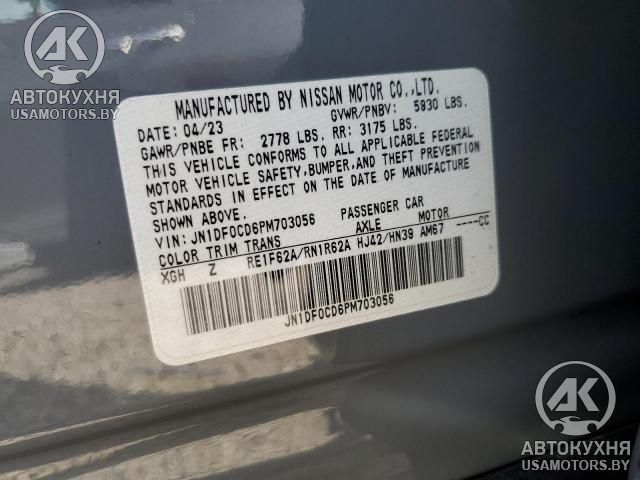 AK
АВТОКУХНЯ
USAMOTORS.BY
MANUFACTURED BY NISSAN MOTOR CO.,LTD.
DATE: 04/23 GVWR/PNBV: 5930 LBS.
GAWR/PNBE FR: 2778 LBS. RR: 3175 LBS.
THIS VEHICLE CONFORMS TO ALL APPLICABLE FEDERAL
MOTOR VEHICLE SAFETY,BUMPER,AND THEFT PREVENTION
STANDARDS IN EFFECT ON THE DATE OF MANUFACTURE
SHOWN ABOVE.
VIN: JN1DF0CD6PM703056 PASSENGER CAR
COLOR TRIM TRANS AXLE MOTOR
XGH Z RE1F62A/RN1R62A HJ42/HN39 AM67 ----CC
JN1DF0CD6PM703056
AK
АВТОКУХНЯ
USAMOTORS.BY